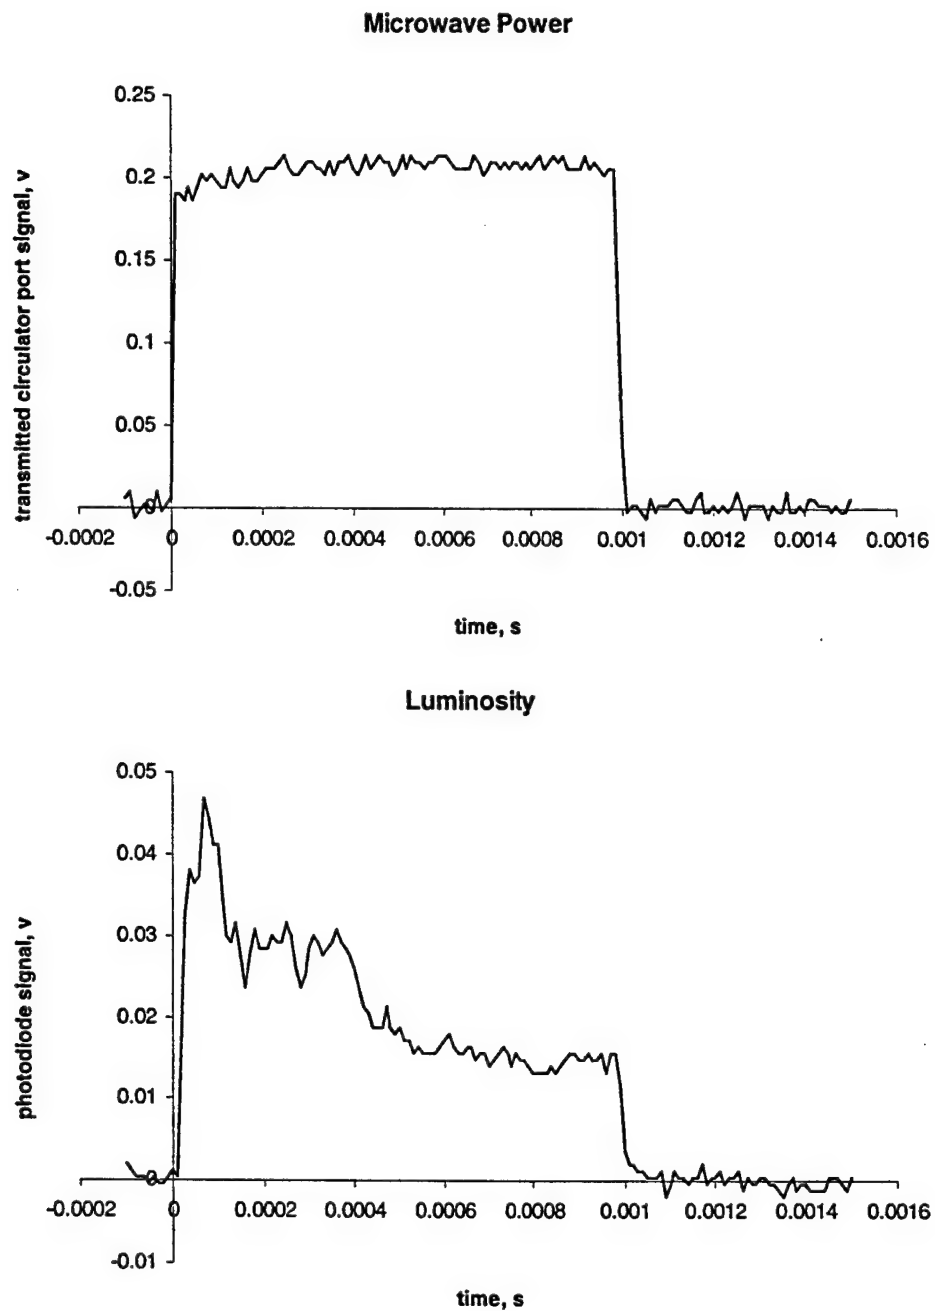 Microwave Power
0.25
0.2
0.15
0.1
0.05
0
-0.05
transmitted circulator port signal, v
-0.0002 0 0.0002 0.0004 0.0006 0.0008 0.001 0.0012 0.0014 0.0016
time, s
Luminosity
0.05
0.04
0.03
0.02
0.01
0
-0.01
photodiode signal, v
-0.0002 0 0.0002 0.0004 0.0006 0.0008 0.001 0.0012 0.0014 0.0016
time, s